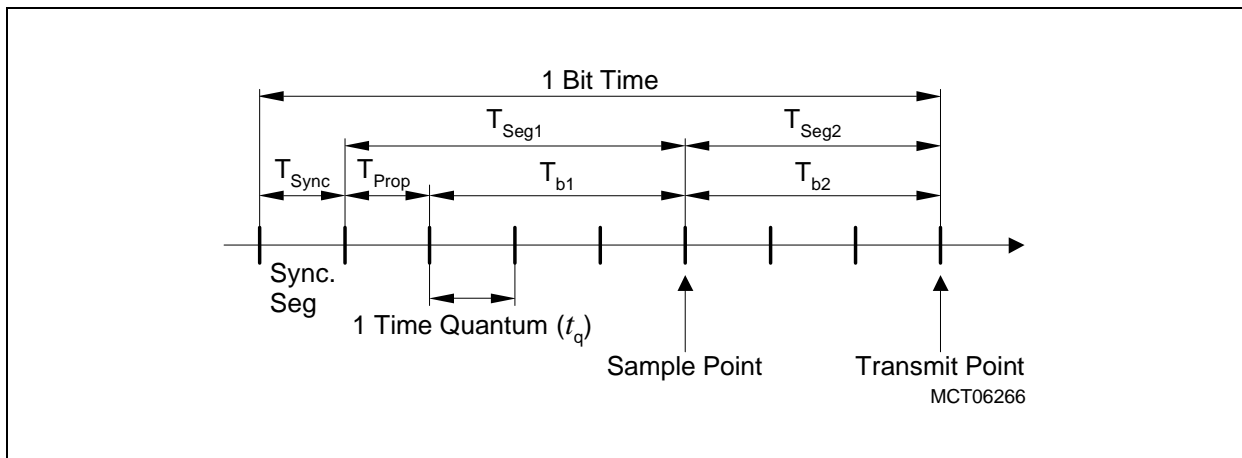 1 Bit Time
T_Seg1 T_Seg2
T_Sync T_Prop T_b1 T_b2
Sync.
Seg
1 Time Quantum (t_q)
Sample Point Transmit Point
MCT06266